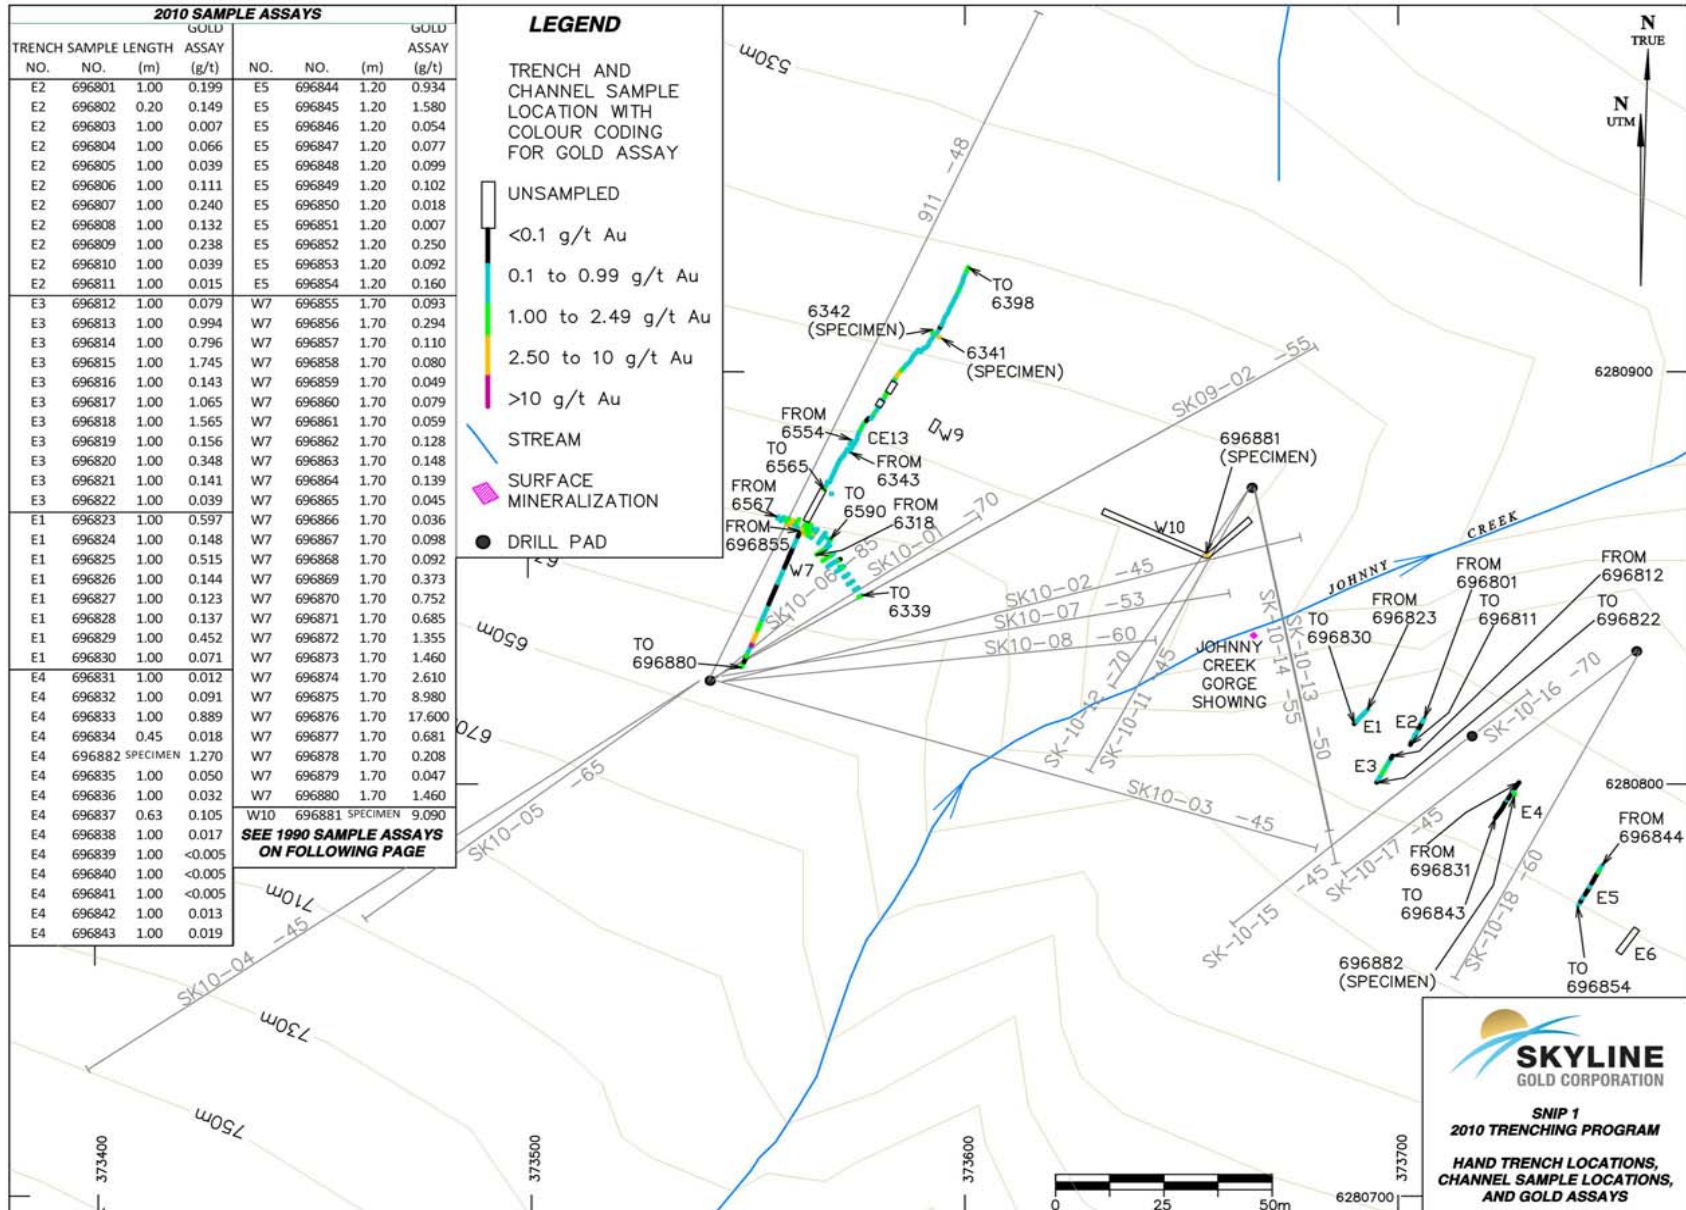 2010 SAMPLE ASSAYS
GOLD GOLD
TRENCH SAMPLE LENGTH ASSAY ASSAY
NO. NO. (m) (g/t) NO. NO. (m) (g/t)
E2 696801 1.00 0.199 E5 696844 1.20 0.934
E2 696802 0.20 0.149 E5 696845 1.20 1.580
E2 696803 1.00 0.007 E5 696846 1.20 0.054
E2 696804 1.00 0.066 E5 696847 1.20 0.077
E2 696805 1.00 0.039 E5 696848 1.20 0.099
E2 696806 1.00 0.111 E5 696849 1.20 0.102
E2 696807 1.00 0.240 E5 696850 1.20 0.018
E2 696808 1.00 0.132 E5 696851 1.20 0.007
E2 696809 1.00 0.238 E5 696852 1.20 0.250
E2 696810 1.00 0.039 E5 696853 1.20 0.092
E2 696811 1.00 0.015 E5 696854 1.20 0.160
E3 696812 1.00 0.079 W7 696855 1.70 0.093
E3 696813 1.00 0.994 W7 696856 1.70 0.294
E3 696814 1.00 0.796 W7 696857 1.70 0.110
E3 696815 1.00 1.745 W7 696858 1.70 0.080
E3 696816 1.00 0.143 W7 696859 1.70 0.049
E3 696817 1.00 1.065 W7 696860 1.70 0.079
E3 696818 1.00 1.565 W7 696861 1.70 0.059
E3 696819 1.00 0.156 W7 696862 1.70 0.128
E3 696820 1.00 0.348 W7 696863 1.70 0.148
E3 696821 1.00 0.141 W7 696864 1.70 0.139
E3 696822 1.00 0.039 W7 696865 1.70 0.045
E1 696823 1.00 0.597 W7 696866 1.70 0.036
E1 696824 1.00 0.148 W7 696867 1.70 0.098
E1 696825 1.00 0.515 W7 696868 1.70 0.092
E1 696826 1.00 0.144 W7 696869 1.70 0.373
E1 696827 1.00 0.123 W7 696870 1.70 0.752
E1 696828 1.00 0.137 W7 696871 1.70 0.685
E1 696829 1.00 0.452 W7 696872 1.70 1.355
E1 696830 1.00 0.071 W7 696873 1.70 1.460
E4 696831 1.00 0.012 W7 696874 1.70 2.610
E4 696832 1.00 0.091 W7 696875 1.70 8.980
E4 696833 1.00 0.889 W7 696876 1.70 17.600
E4 696834 0.45 0.018 W7 696877 1.70 0.681
E4 696882 SPECIMEN 1.270 W7 696878 1.70 0.208
E4 696835 1.00 0.050 W7 696879 1.70 0.047
E4 696836 1.00 0.032 W7 696880 1.70 1.460
E4 696837 0.63 0.105 W10 696881 SPECIMEN 9.090
E4 696838 1.00 0.017
E4 696839 1.00 <0.005
E4 696840 1.00 <0.005
E4 696841 1.00 <0.005
E4 696842 1.00 0.013
E4 696843 1.00 0.019
SEE 1990 SAMPLE ASSAYS
ON FOLLOWING PAGE
LEGEND
TRENCH AND
CHANNEL SAMPLE
LOCATION WITH
COLOUR CODING
FOR GOLD ASSAY
UNSAMPLED
<0.1 g/t Au
0.1 to 0.99 g/t Au
1.00 to 2.49 g/t Au
2.50 to 10 g/t Au
>10 g/t Au
STREAM
SURFACE
MINERALIZATION
DRILL PAD
530m
N
TRUE
N
UTM
911 -48
TO
6398
6342
(SPECIMEN)
6341
(SPECIMEN)
SK09-02 -55
6280900
FROM
6554
CE13
W9
FROM
6343
TO
6565
FROM
6567
TO
6590
FROM
6318
FROM
696855
W7
TO
6339
SK10-06 -85
SK10-01 -70
696881
(SPECIMEN)
W10
SK10-02 -45
SK10-07 -53
SK10-08 -60
JOHNNY CREEK
650m
TO
696880
670
SK-10-12 -70
SK-10-11 -45
JOHNNY
CREEK
GORGE
SHOWING
SK-10-14 -55
SK-10-13 -50
TO
696830
FROM
696823
FROM
696801
TO
696811
FROM
696812
TO
696822
E1
E2
E3
SK-10-16 -70
6280800
SK10-03 -45
E4
FROM
696831
TO
696843
696882
(SPECIMEN)
FROM
696844
E5
TO
696854
E6
SK-10-15 -45
SK-10-17 -45
SK-10-18 -60
SK10-05 -65
SK10-04 -45
710m
730m
750m
373400
373500
373600
373700
0 25 50m
6280700
SKYLINE
GOLD CORPORATION
SNIP 1
2010 TRENCHING PROGRAM
HAND TRENCH LOCATIONS,
CHANNEL SAMPLE LOCATIONS,
AND GOLD ASSAYS